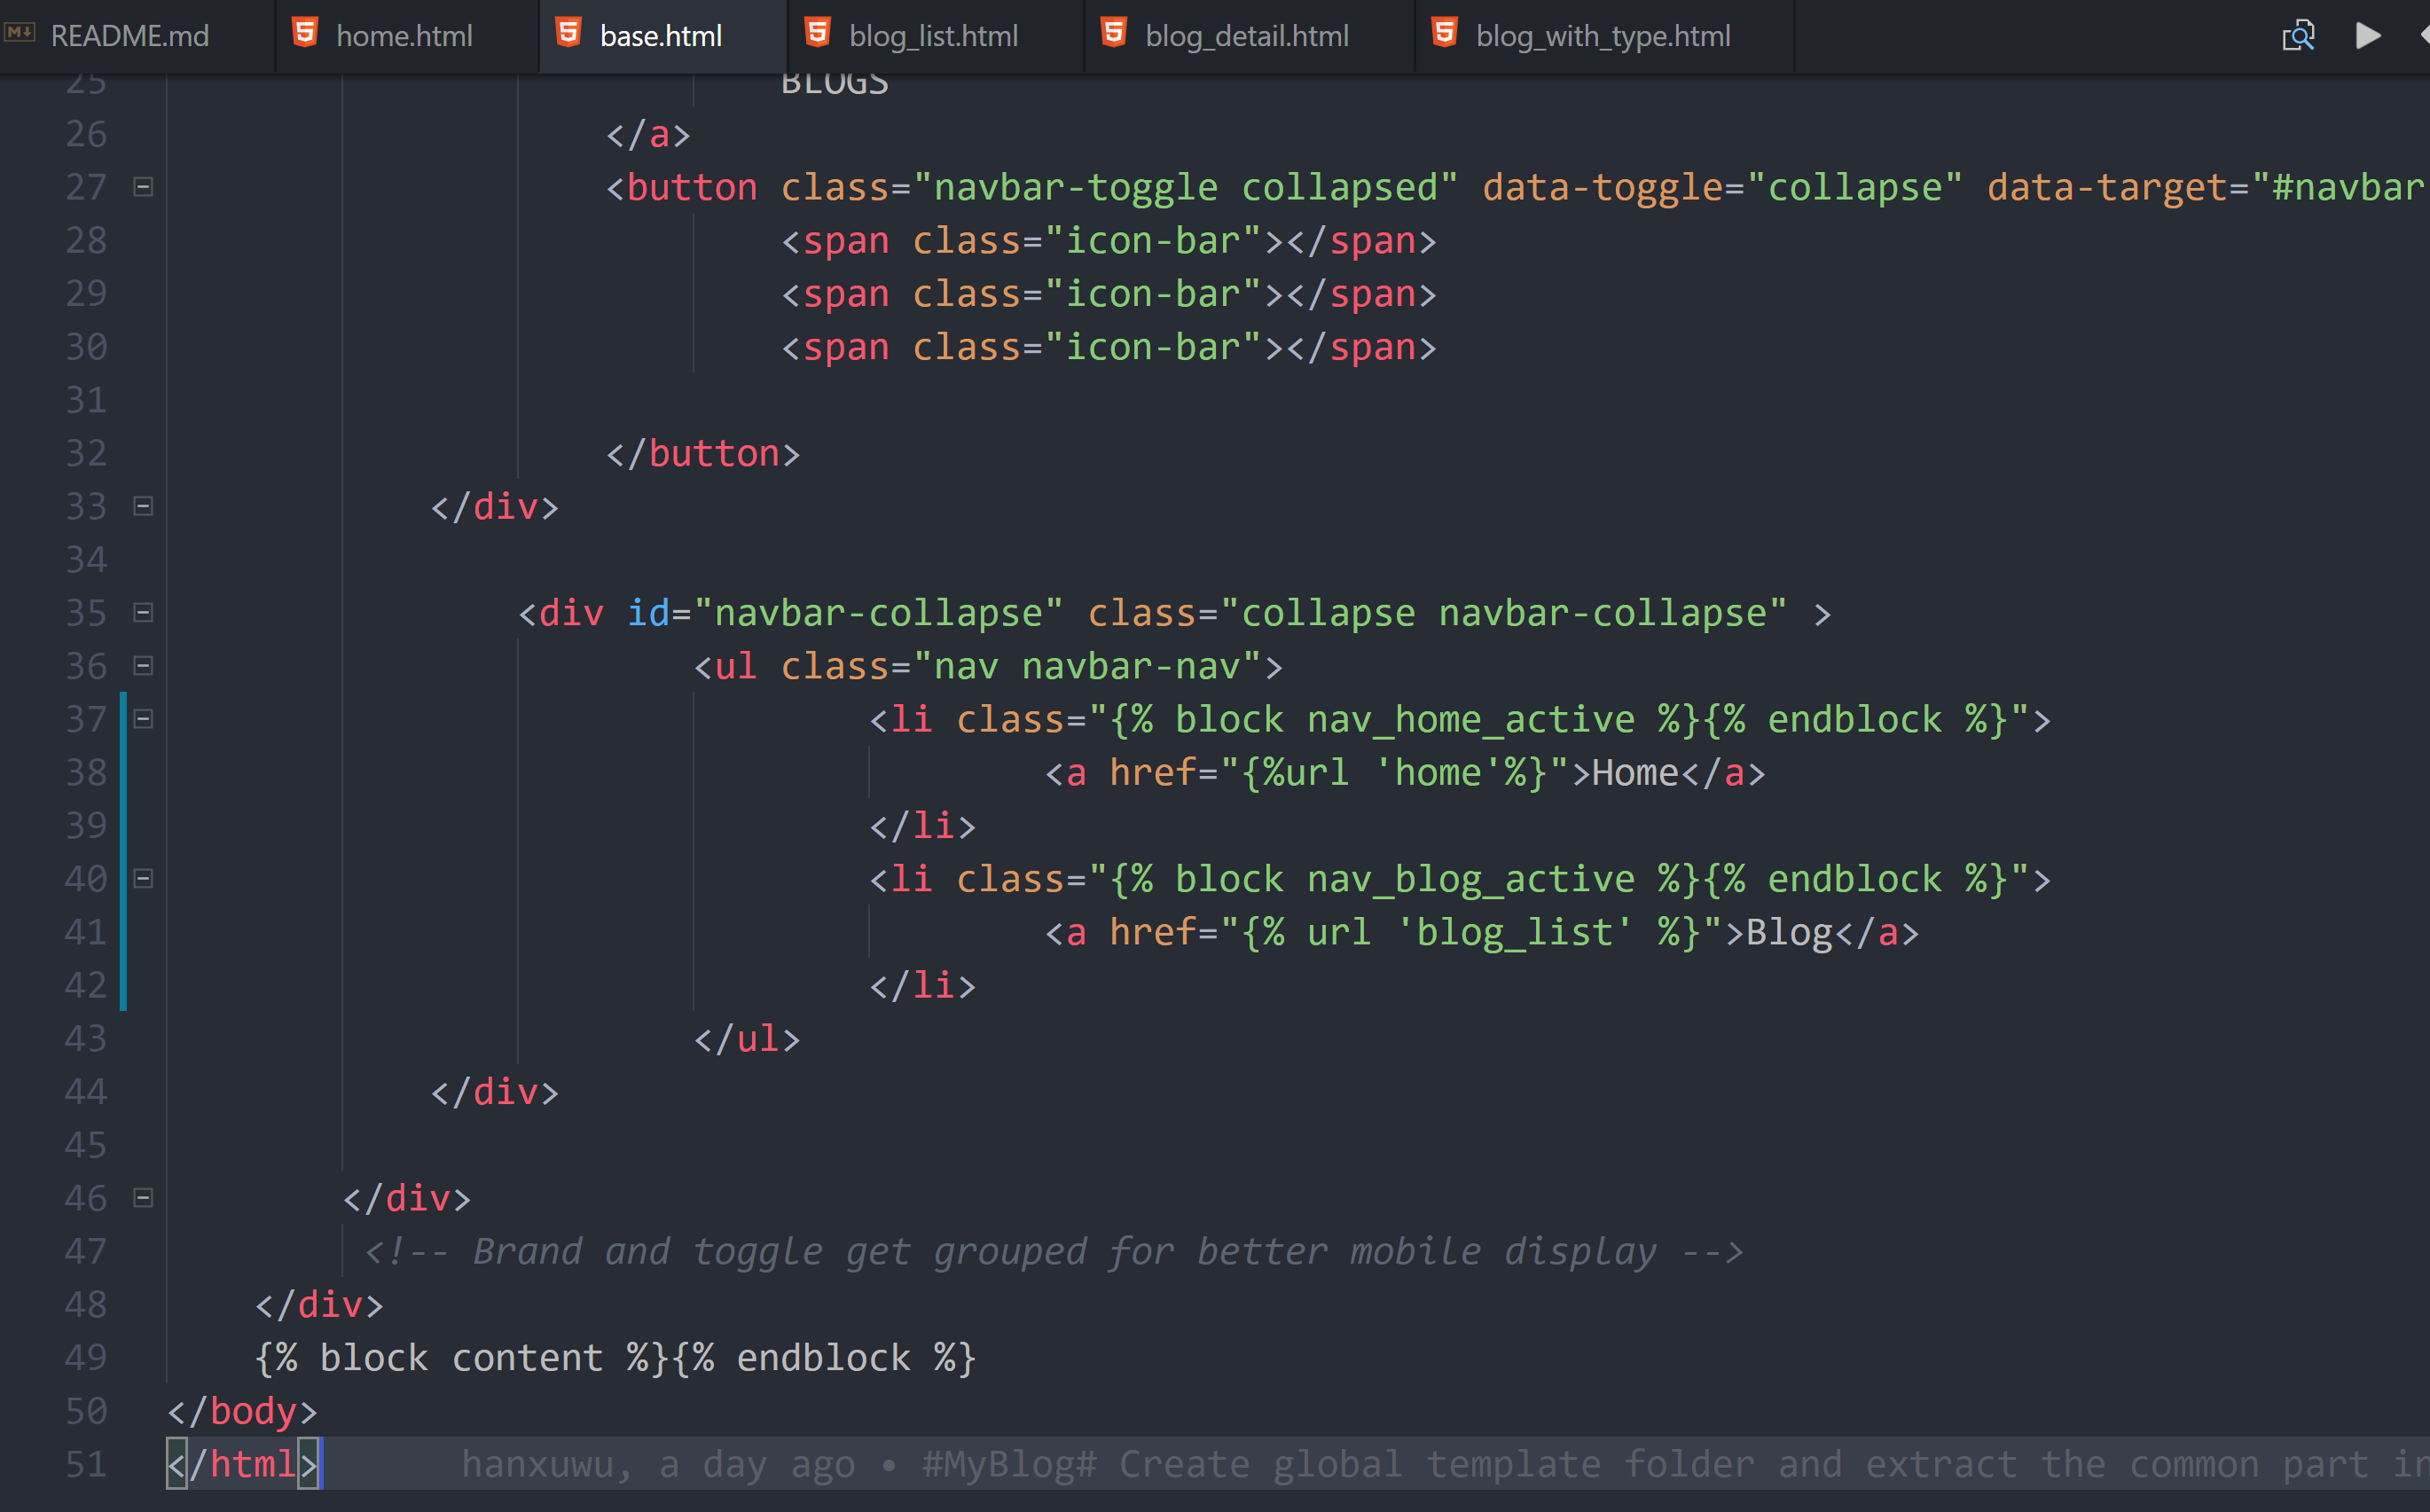 README.md home.html base.html blog_list.html blog_detail.html blog_with_type.html
25 BLOGS
26 </a>
27 <button class="navbar-toggle collapsed" data-toggle="collapse" data-target="#navbar
28 <span class="icon-bar"></span>
29 <span class="icon-bar"></span>
30 <span class="icon-bar"></span>
31
32 </button>
33 </div>
34
35 <div id="navbar-collapse" class="collapse navbar-collapse" >
36 <ul class="nav navbar-nav">
37 <li class="{% block nav_home_active %}{% endblock %}">
38 <a href="{%url 'home'%}">Home</a>
39 </li>
40 <li class="{% block nav_blog_active %}{% endblock %}">
41 <a href="{% url 'blog_list' %}">Blog</a>
42 </li>
43 </ul>
44 </div>
45
46 </div>
47 <!-- Brand and toggle get grouped for better mobile display -->
48 </div>
49 {% block content %}{% endblock %}
50 </body>
51 </html> hanxuwu, a day ago • #MyBlog# Create global template folder and extract the common part in